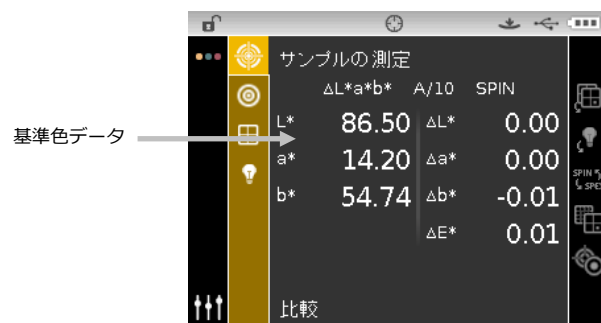 サンプルの測定
ΔL*a*b* A/10 SPIN
基準色データ
L* 86.50 ΔL* 0.00
a* 14.20 Δa* 0.00
b* 54.74 Δb* -0.01
ΔE* 0.01
SPIN
SPEX
比較